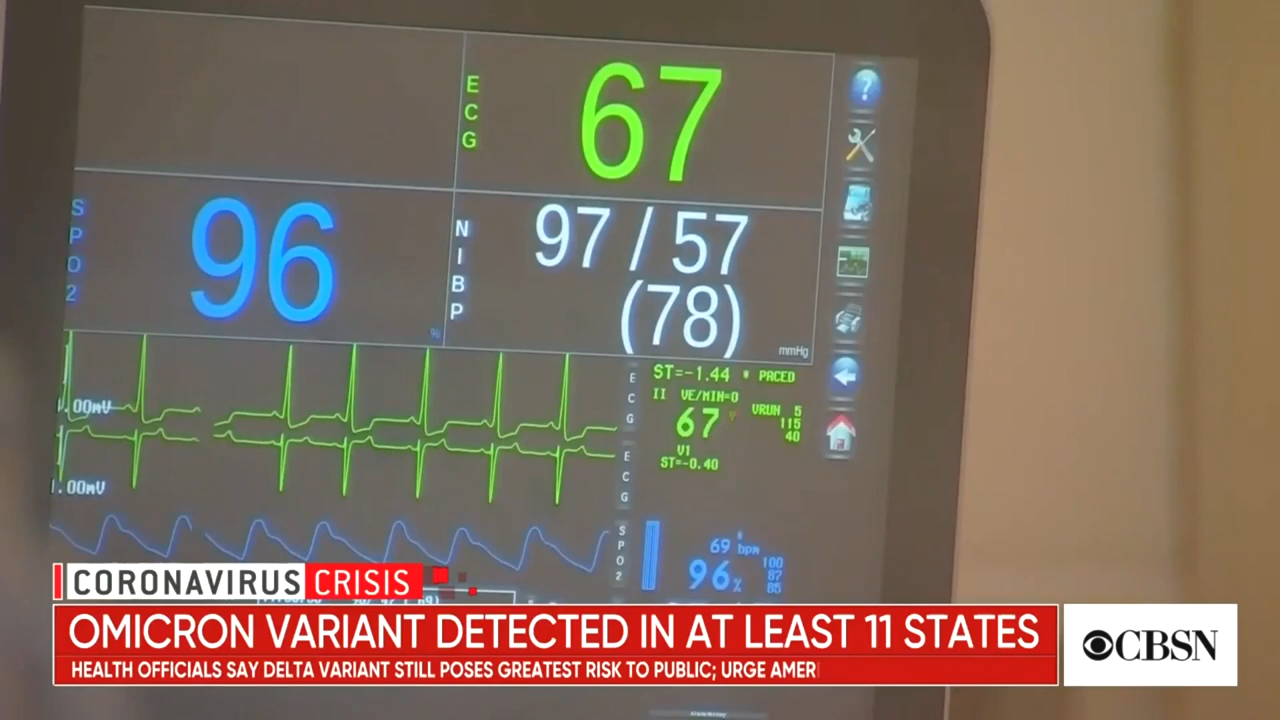 ECG
67
SPO2
96
%
NIBP
97 / 57
(78)
mmHg
1.00mV
1.00mV
ECG
ST=-1.44 * PACED
II VE/MIN=0
67
VRUN 5
115
40
ECG
V1
ST=-0.40
SPO2
69 bpm
96%
100
87
85
?
CORONAVIRUS CRISIS
OMICRON VARIANT DETECTED IN AT LEAST 11 STATES
HEALTH OFFICIALS SAY DELTA VARIANT STILL POSES GREATEST RISK TO PUBLIC; URGE AMER
CBSN